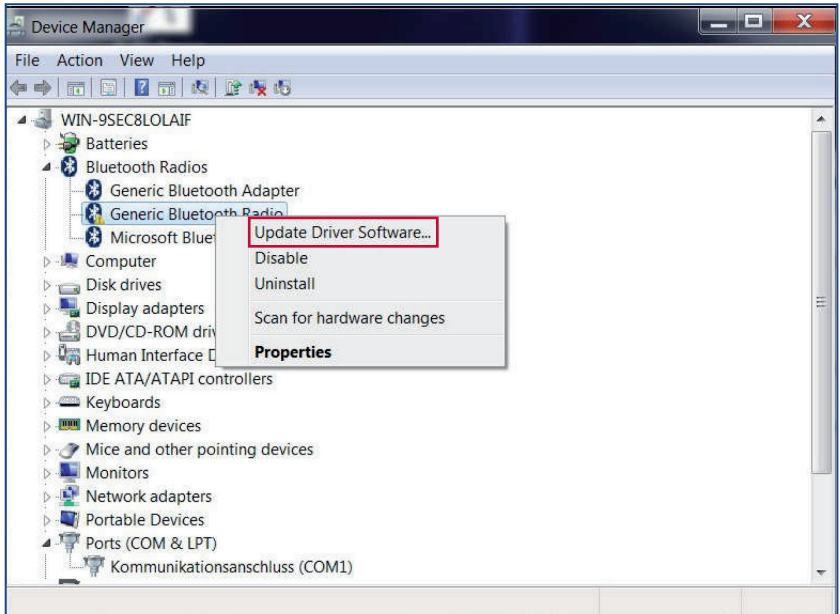 Device Manager
File Action View Help
WIN-9SEC8LOLAIF
Batteries
Bluetooth Radios
Generic Bluetooth Adapter
Generic Bluetooth Radio
Microsoft
Update Driver Software...
Disable
Uninstall
Scan for hardware changes
Properties
Computer
Disk drives
Display adapters
DVD/CD-ROM
Human Interface
IDE ATA/ATAPI controllers
Keyboards
Memory devices
Mice and other pointing devices
Monitors
Network adapters
Portable Devices
Ports (COM & LPT)
Kommunikationsanschluss (COM1)